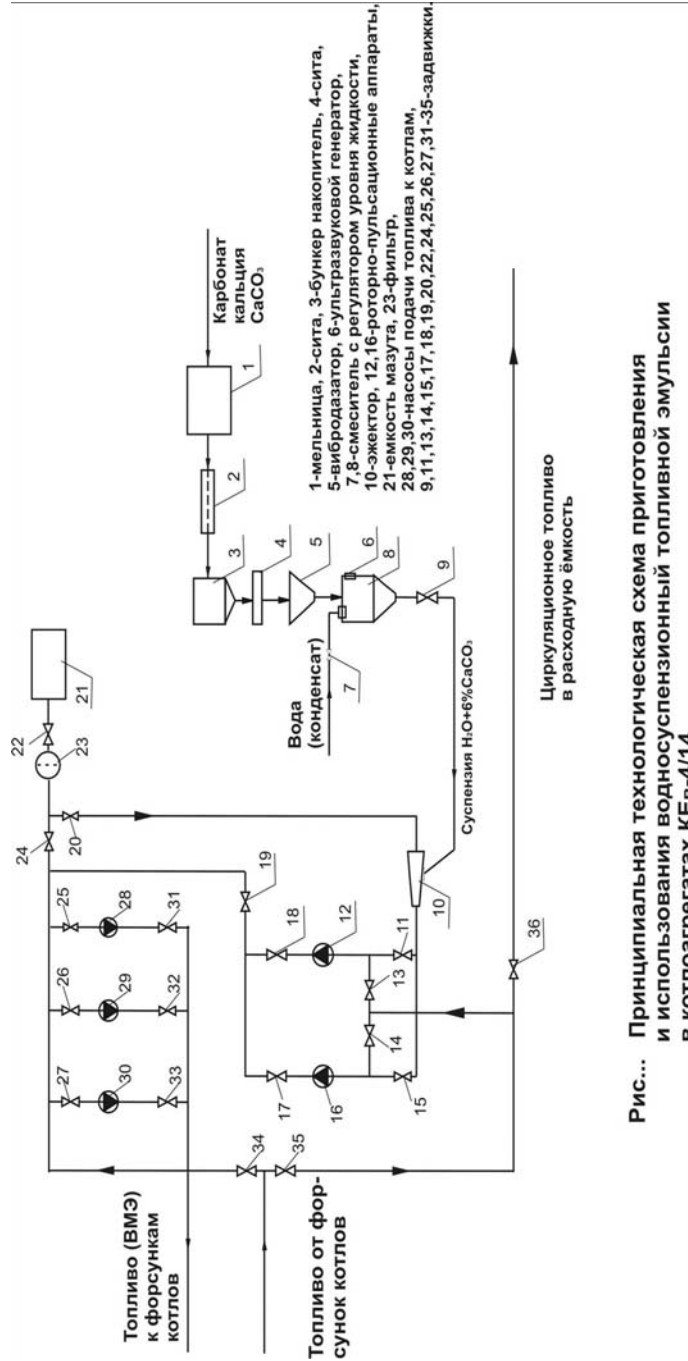 Карбонат
кальция
CaCO₃
1
2
3
4
5
6
7
8
9
Вода
(конденсат)
Суспензия H₂O+6%CaCO₃
1-мельница, 2-сита, 3-бункер накопитель, 4-сита,
5-вибродазатор, 6-ультразвуковой генератор,
7,8-смеситель с регулятором уровня жидкости,
10-эжектор, 12,16-роторно-пульсационные аппараты,
21-емкость мазута, 23-фильтр,
28,29,30-насосы подачи топлива к котлам,
9,11,13,14,15,17,18,19,20,22,24,25,26,27,31-35-задвижки.
21
22
23
24
20
19
25
28
31
26
29
32
27
30
33
18
12
11
10
13
14
17
16
15
34
35
36
Топливо (ВМЭ)
к форсункам
котлов
Топливо от фор-
сунок котлов
Циркуляционное топливо
в расходную ёмкость
Рис... Принципиальная технологическая схема приготовления
и использования водносуспензионный топливной эмульсии
в котлоагрегатах КЕв-4/14